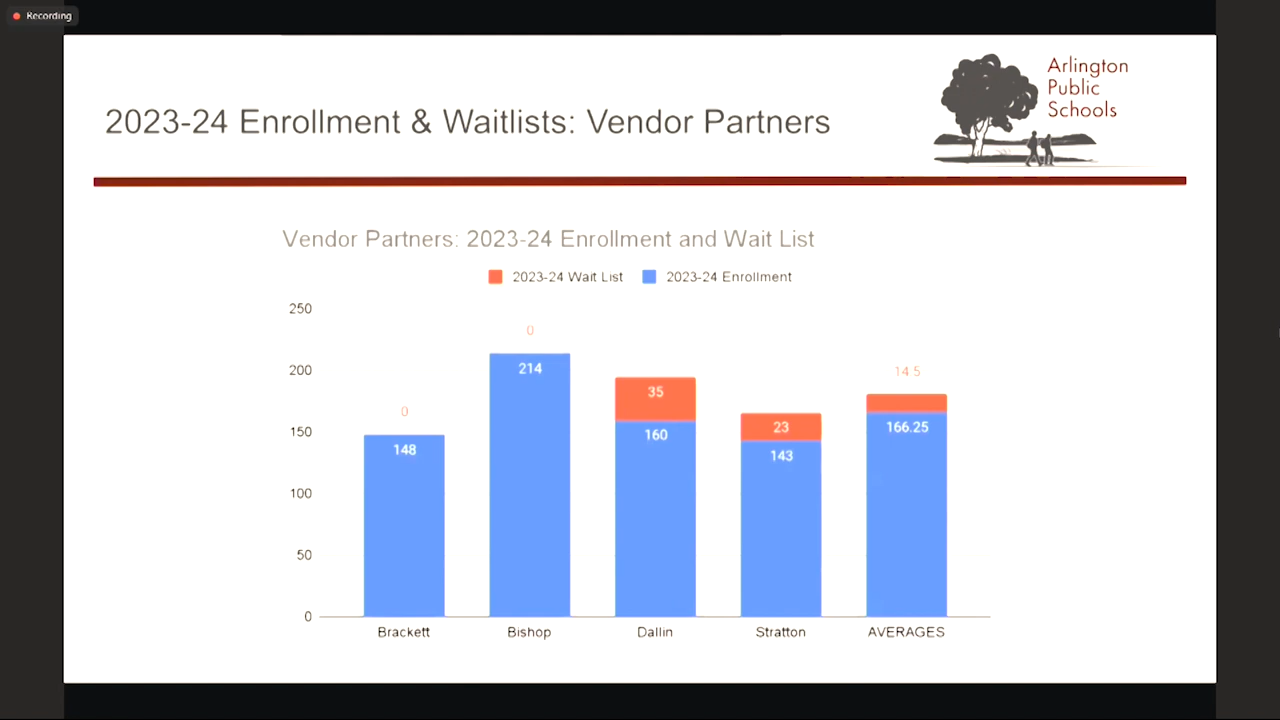 Recording
Arlington
Public
Schools
2023-24 Enrollment & Waitlists: Vendor Partners
Vendor Partners: 2023-24 Enrollment and Wait List
2023-24 Wait List 2023-24 Enrollment
250
200
150
100
50
0
0
148
0
214
35
160
23
143
14.5
166.25
Brackett Bishop Dallin Stratton AVERAGES